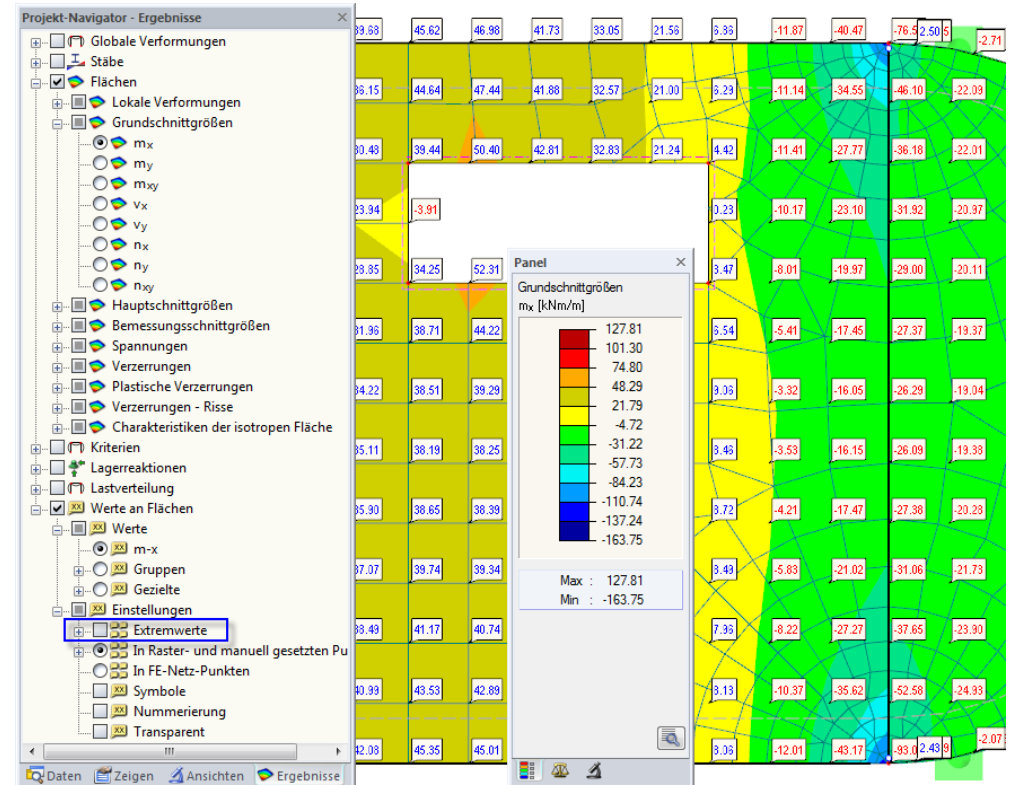 Projekt-Navigator - Ergebnisse
Globale Verformungen
Stäbe
Flächen
Lokale Verformungen
Grundschnittgrößen
mx
my
mxy
vx
vy
nx
ny
nxy
Hauptschnittgrößen
Bemessungsschnittgrößen
Spannungen
Verzerrungen
Plastische Verzerrungen
Verzerrungen - Risse
Charakteristiken der isotropen Fläche
Kriterien
Lagerreaktionen
Lastverteilung
Werte an Flächen
Werte
m-x
Gruppen
Gezielte
Einstellungen
Extremwerte
In Raster- und manuell gesetzten Pu
In FE-Netz-Punkten
Symbole
Nummerierung
Transparent
Daten Zeigen Ansichten Ergebnisse
45.62 46.98 41.73 33.05 21.56 -11.87 -40.47 -76.5 2.50 -2.71
44.64 47.44 41.88 32.57 21.00 -11.14 -34.55 -46.10 -22.09
39.44 50.40 42.81 32.83 21.24 4.42 -11.41 -27.77 -36.18 -22.01
-3.91 -10.17 -23.10 -31.92 -20.97
34.25 52.31 -8.01 -19.97 -29.00 -20.11
38.71 44.22 -5.41 -17.45 -27.37 -19.37
38.51 39.29 -3.32 -16.05 -26.29 -19.04
38.19 38.25 -3.53 -16.15 -26.09 -19.38
38.65 38.39 -4.21 -17.47 -27.38 -20.28
39.74 39.34 -5.83 -21.02 -31.06 -21.73
41.17 40.74 -8.22 -27.27 -37.65 -23.90
43.53 42.89 -10.37 -35.62 -52.58 -24.93
45.35 45.01 -12.01 -43.17 -93.0 2.43 -2.07
Panel
Grundschnittgrößen
mx [kNm/m]
127.81
101.30
74.80
48.29
21.79
-4.72
-31.22
-57.73
-84.23
-110.74
-137.24
-163.75
Max : 127.81
Min : -163.75